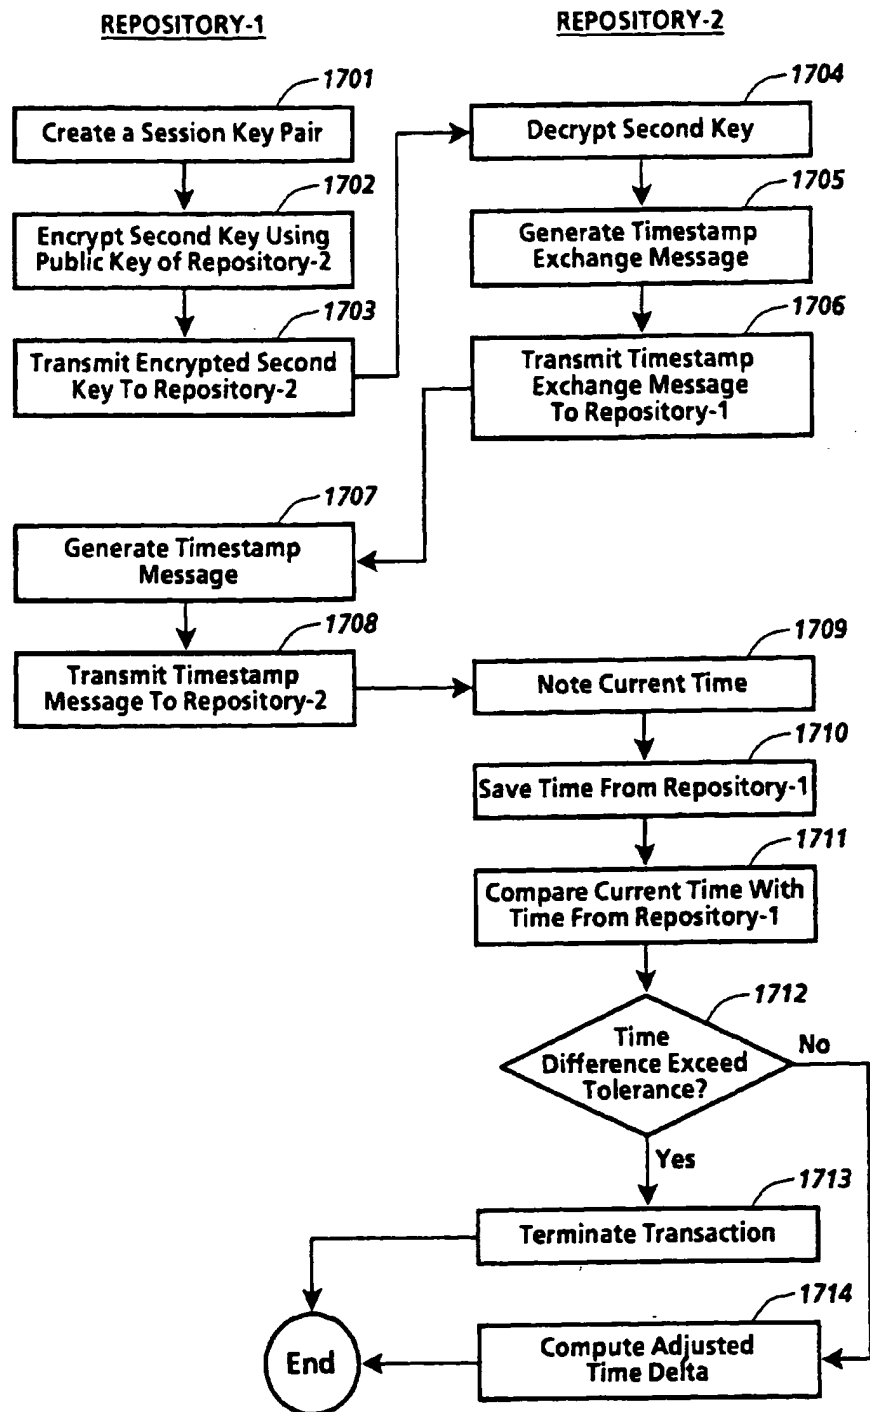 REPOSITORY-1
REPOSITORY-2
1701
Create a Session Key Pair
1702
Encrypt Second Key Using
Public Key of Repository-2
1703
Transmit Encrypted Second
Key To Repository-2
1704
Decrypt Second Key
1705
Generate Timestamp
Exchange Message
1706
Transmit Timestamp
Exchange Message
To Repository-1
1707
Generate Timestamp
Message
1708
Transmit Timestamp
Message To Repository-2
1709
Note Current Time
1710
Save Time From Repository-1
1711
Compare Current Time With
Time From Repository-1
1712
Time
Difference Exceed
Tolerance?
No
Yes
1713
Terminate Transaction
1714
Compute Adjusted
Time Delta
End